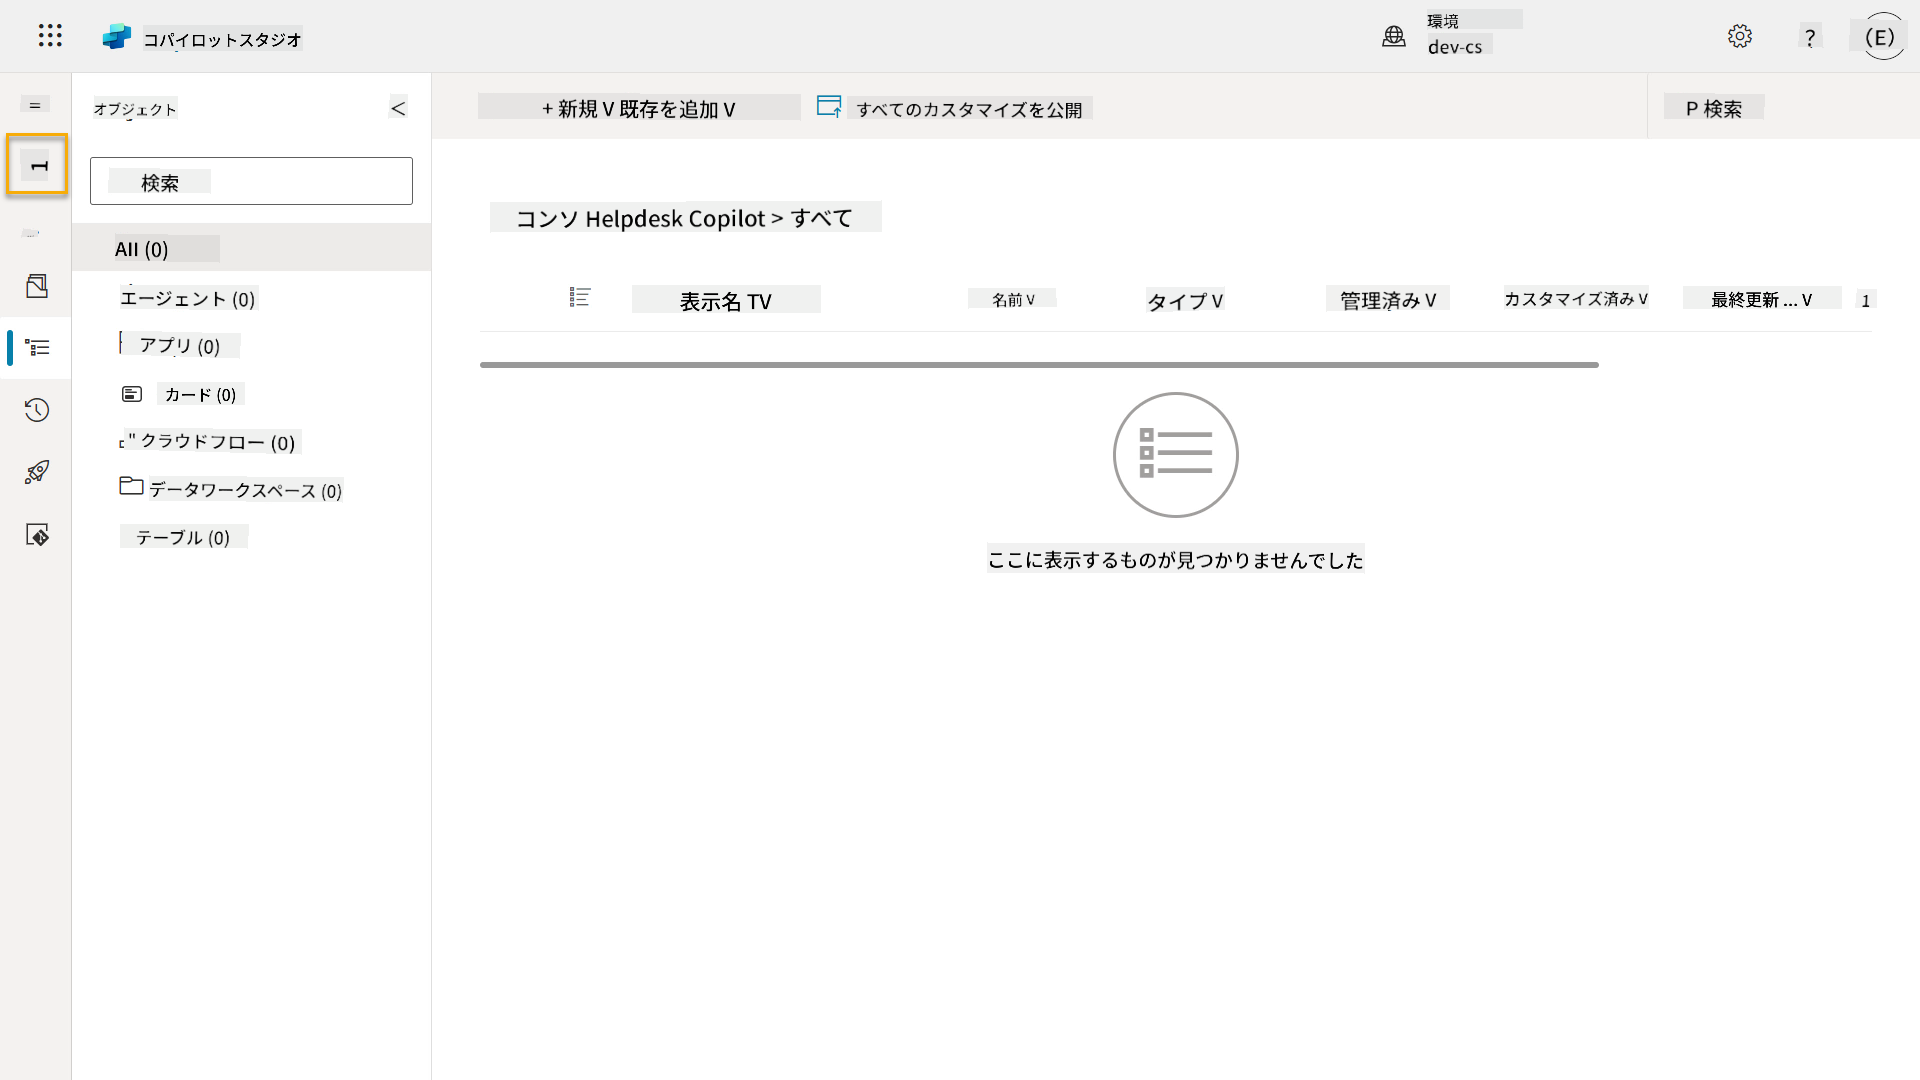 コパイロットスタジオ
環境
dev-cs
?
(E)
=
オブジェクト
<
+ 新規 V 既存を追加 V
すべてのカスタマイズを公開
P 検索
1
検索
コンソ Helpdesk Copilot > すべて
All (0)
エージェント (0)
アプリ (0)
カード (0)
" クラウドフロー (0)
データワークスペース (0)
テーブル (0)
表示名 TV
名前 V
タイプ V
管理済み V
カスタマイズ済み V
最終更新 ... V
1
ここに表示するものが見つかりませんでした